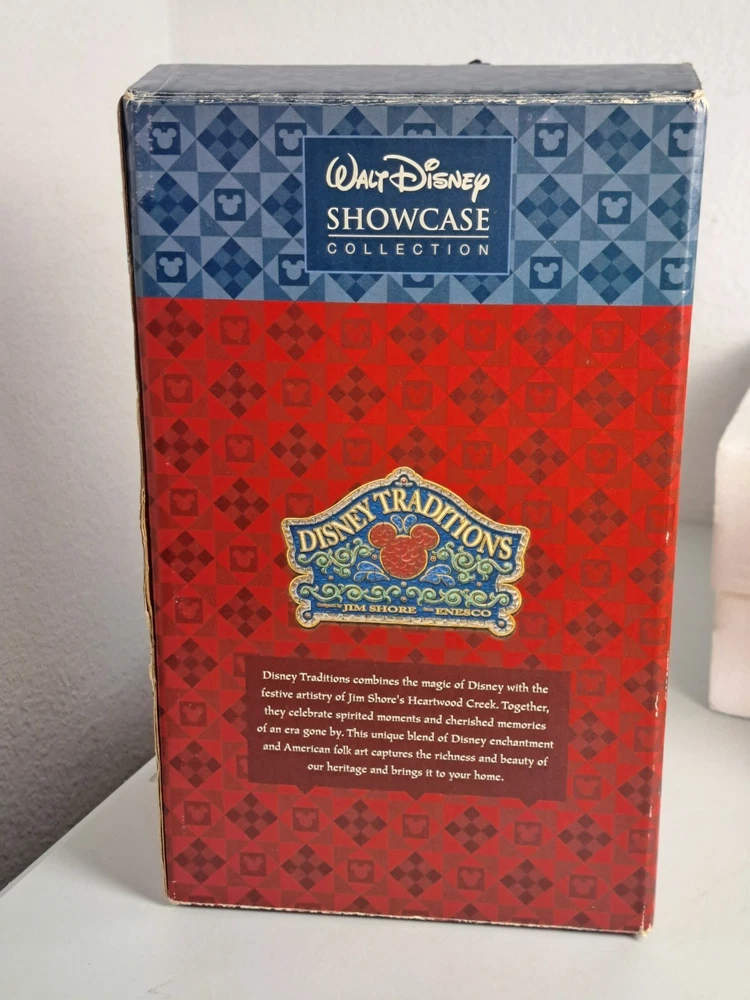 WALT DISNEY
SHOWCASE
COLLECTION
DISNEY TRADITIONS
Designed by JIM SHORE from ENESCO
Disney Traditions combines the magic of Disney with the
festive artistry of Jim Shore's Heartwood Creek. Together,
they celebrate spirited moments and cherished memories
of an era gone by. This unique blend of Disney enchantment
and American folk art captures the richness and beauty of
our heritage and brings it to your home.